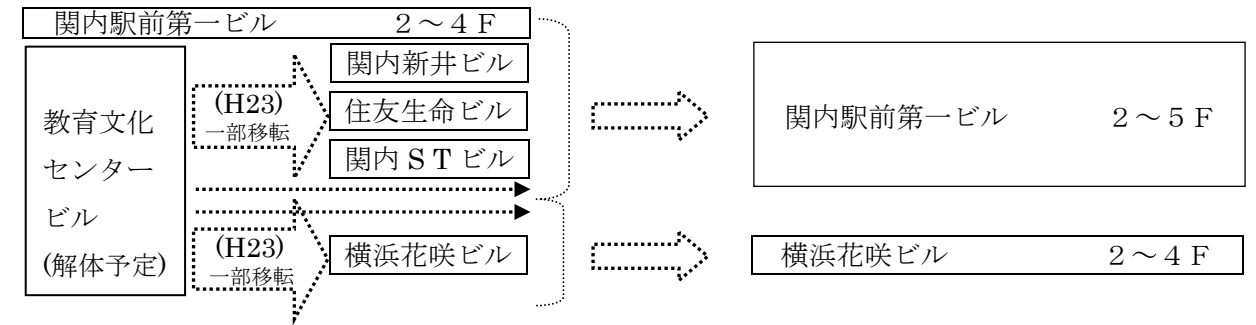 関内駅前第一ビル　２～４Ｆ
教育文化
センター
ビル
(解体予定)
(H23)
一部移転
関内新井ビル
住友生命ビル
関内ＳＴビル
(H23)
一部移転
横浜花咲ビル
関内駅前第一ビル　２～５Ｆ
横浜花咲ビル　２～４Ｆ